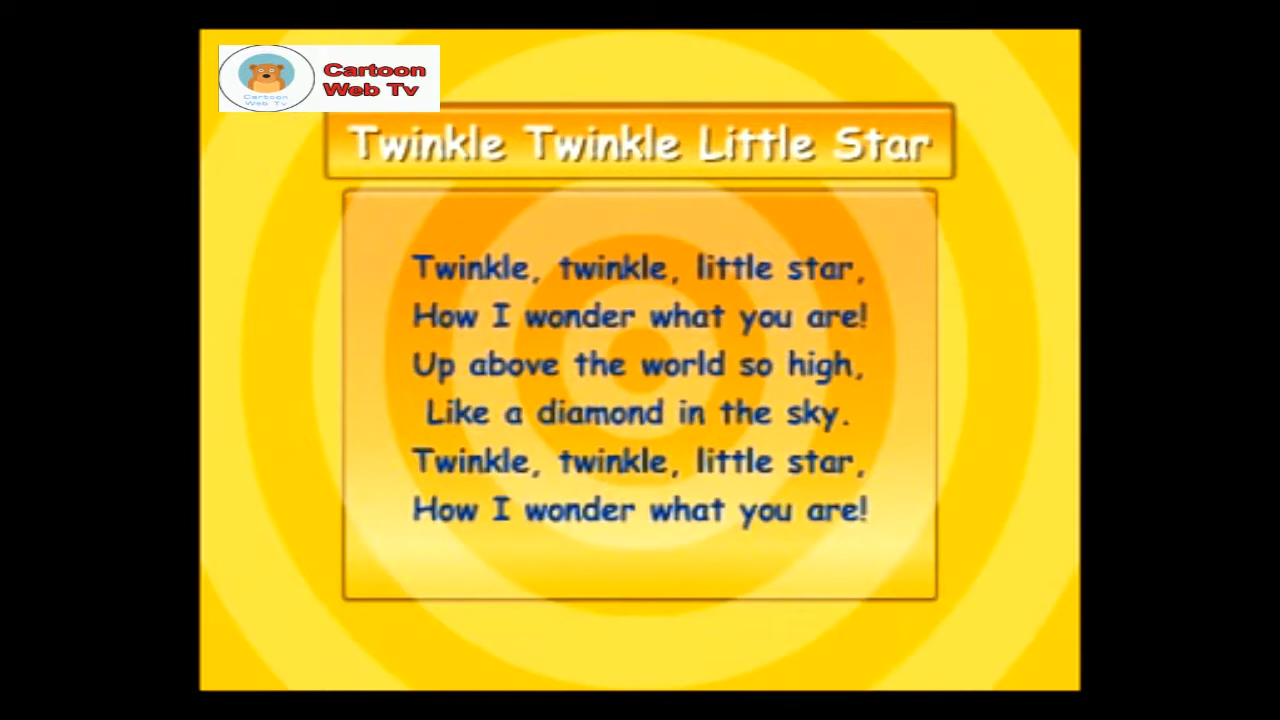 Cartoon
Web Tv
Cartoon
Web Tv
Twinkle Twinkle Little Star
Twinkle, twinkle, little star,
How I wonder what you are!
Up above the world so high,
Like a diamond in the sky.
Twinkle, twinkle, little star,
How I wonder what you are!